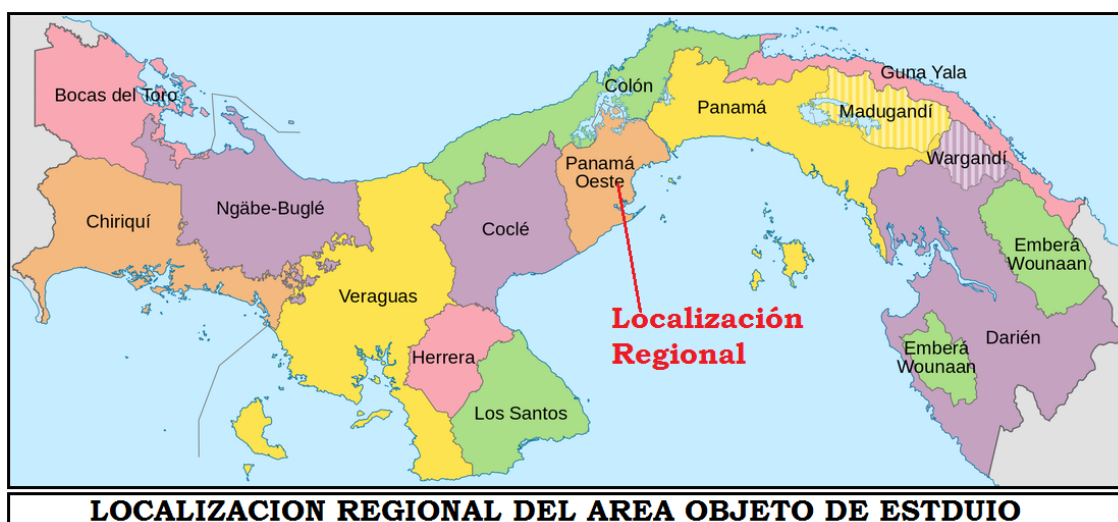 Bocas del Toro
Colón
Guna Yala
Panamá
Madugandí
Wargandí
Panamá
Oeste
Chiriquí
Ngäbe-Buglé
Coclé
Emberá
Wounaan
Veraguas
Localización
Regional
Darién
Herrera
Emberá
Wounaan
Los Santos
LOCALIZACION REGIONAL DEL AREA OBJETO DE ESTDUIO